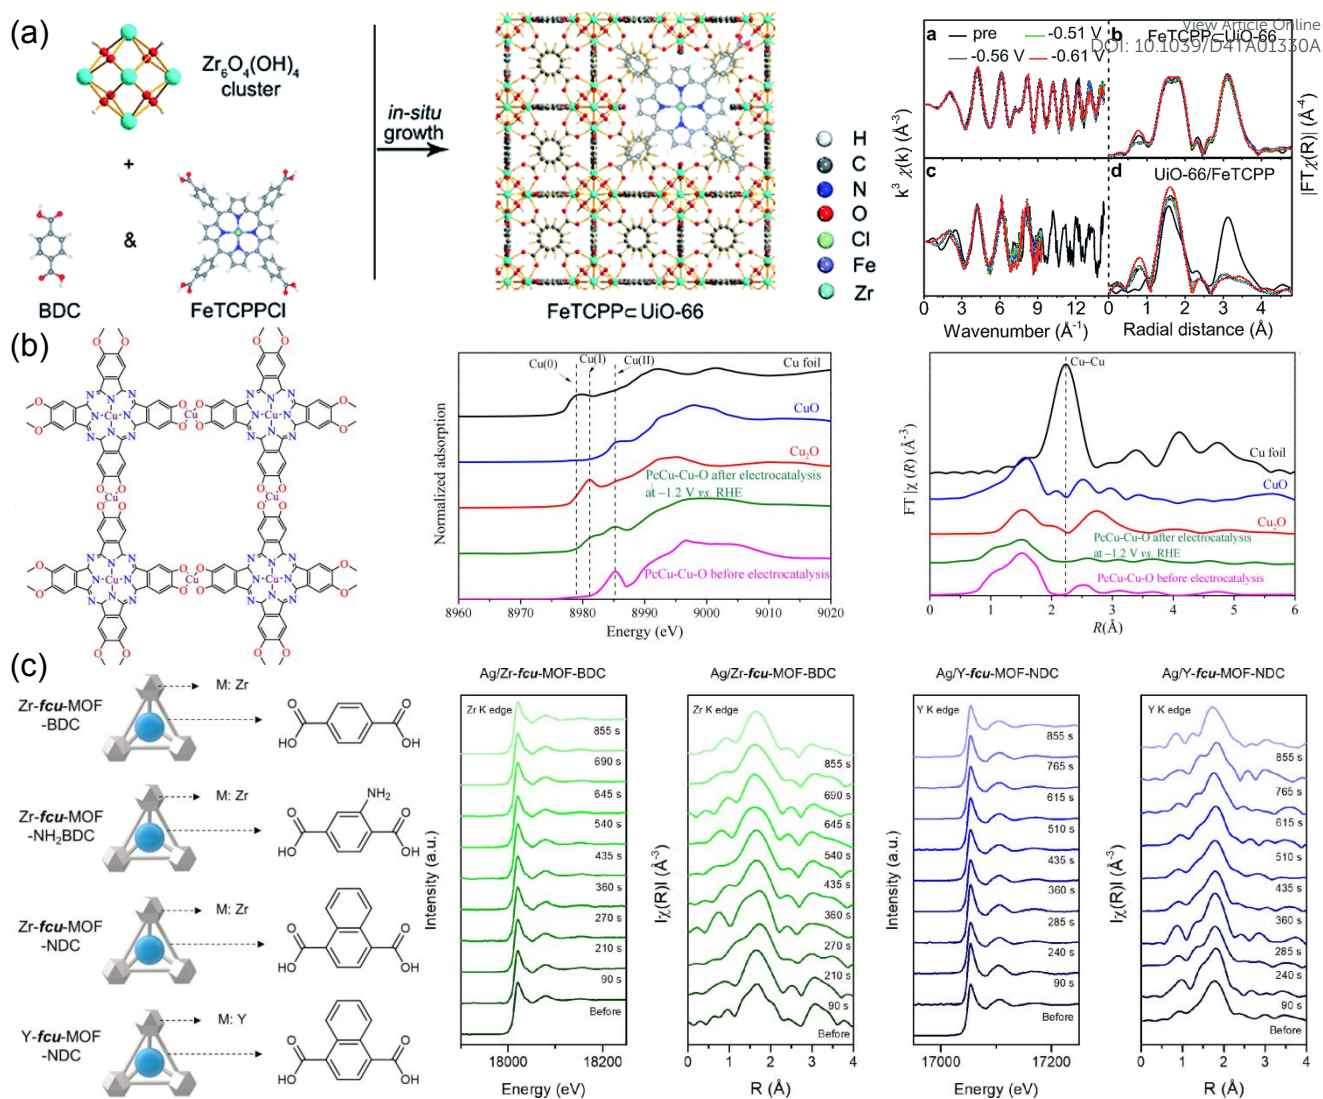 (a)
Zr6O4(OH)4
cluster
+
&
BDC
FeTCPPCl
in-situ
growth
FeTCPP⊂UiO-66
H
C
N
O
Cl
Fe
Zr
View Article Online
DOI: 10.1039/D4TA01330A
a
pre
-0.51 V
-0.56 V
-0.61 V
b
FeTCPP⊂UiO-66
c
d
UiO-66/FeTCPP
k³ χ(k) (Å⁻³)
|FTχ(R)| (Å⁻⁴)
0 3 6 9 12
0 1 2 3 4
Wavenumber (Å⁻¹)
Radial distance (Å)
(b)
Cu(0)
Cu(I)
Cu(II)
Cu foil
CuO
Cu2O
PcCu-Cu-O after electrocatalysis
at −1.2 V vs. RHE
PcCu-Cu-O before electrocatalysis
Normalized adsorption
8960 8970 8980 8990 9000 9010 9020
Energy (eV)
Cu–Cu
Cu foil
CuO
Cu2O
PcCu-Cu-O after electrocatalysis
at −1.2 V vs. RHE
PcCu-Cu-O before electrocatalysis
FT |χ (R)| (Å⁻³)
0 1 2 3 4 5 6
R(Å)
(c)
Zr-fcu-MOF
-BDC
M: Zr
Zr-fcu-MOF
-NH2BDC
M: Zr
NH2
Zr-fcu-MOF
-NDC
M: Zr
Y-fcu-MOF
-NDC
M: Y
Ag/Zr-fcu-MOF-BDC
Zr K edge
855 s
690 s
645 s
540 s
435 s
360 s
270 s
210 s
90 s
Before
Intensity (a.u.)
18000 18250
Energy (eV)
Ag/Zr-fcu-MOF-BDC
Zr K edge
855 s
690 s
645 s
540 s
435 s
360 s
270 s
210 s
90 s
Before
Iχ(R)I (Å⁻³)
0 1 2 3 4
R (Å)
Ag/Y-fcu-MOF-NDC
Y K edge
855 s
765 s
615 s
510 s
435 s
360 s
285 s
240 s
90 s
Before
Intensity (a.u.)
17000 17250
Energy (eV)
Ag/Y-fcu-MOF-NDC
Y K edge
855 s
765 s
615 s
510 s
435 s
360 s
285 s
240 s
90 s
Before
Iχ(R)I (Å⁻³)
0 1 2 3 4
R (Å)